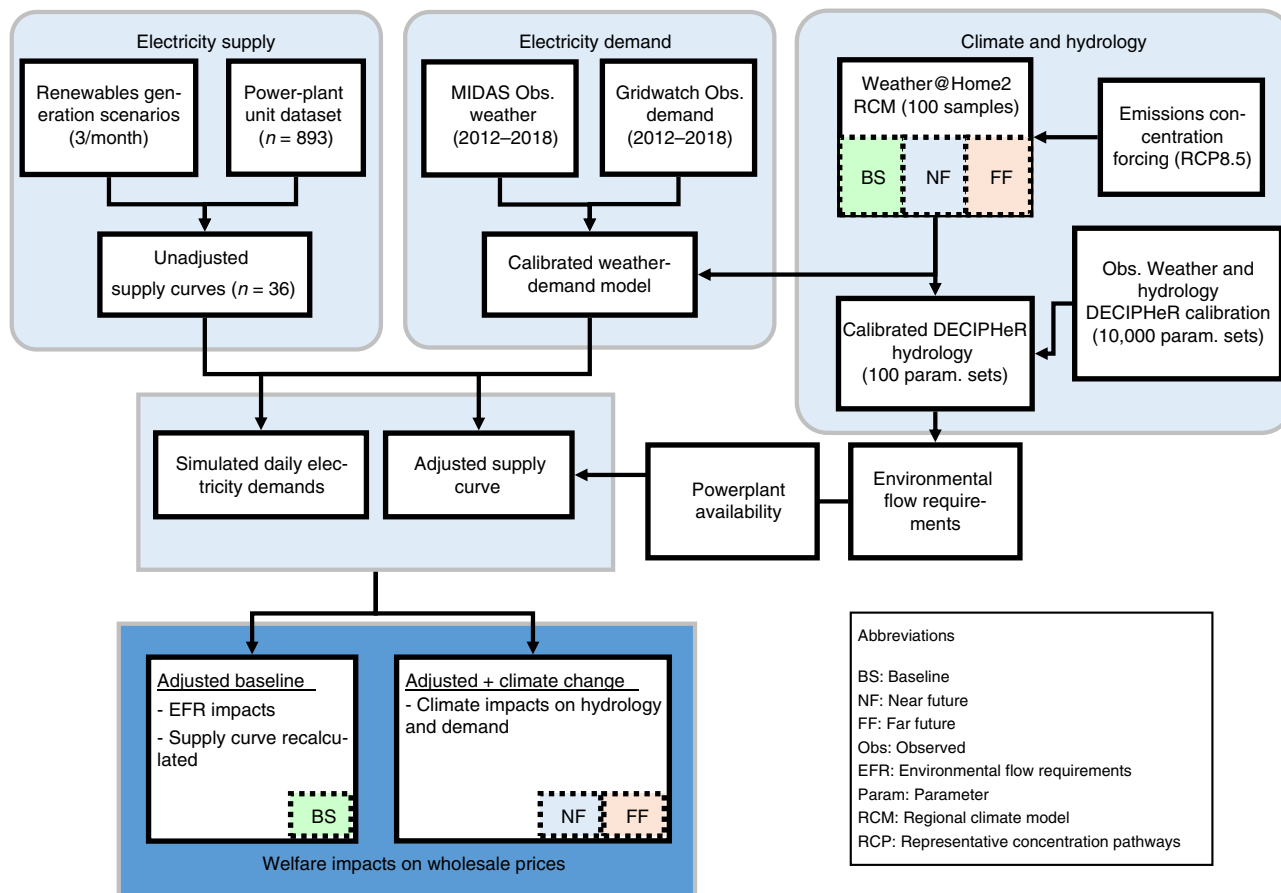 Electricity supply
Renewables gen-
eration scenarios
(3/month)
Power-plant
unit dataset
(n = 893)
Unadjusted
supply curves (n = 36)
Electricity demand
MIDAS Obs.
weather
(2012–2018)
Gridwatch Obs.
demand
(2012–2018)
Calibrated weather-
demand model
Climate and hydrology
Weather@Home2
RCM (100 samples)
BS
NF
FF
Emissions con-
centration
forcing (RCP8.5)
Obs. Weather and
hydrology
DECIPHeR calibration
(10,000 param. sets)
Calibrated DECIPHeR
hydrology
(100 param. sets)
Simulated daily elec-
tricity demands
Adjusted supply
curve
Powerplant
availability
Environmental
flow require-
ments
Adjusted baseline
- EFR impacts
- Supply curve recalcu-
lated
BS
Adjusted + climate change
- Climate impacts on hydrology
and demand
NF
FF
Welfare impacts on wholesale prices
Abbreviations
BS: Baseline
NF: Near future
FF: Far future
Obs: Observed
EFR: Environmental flow requirements
Param: Parameter
RCM: Regional climate model
RCP: Representative concentration pathways